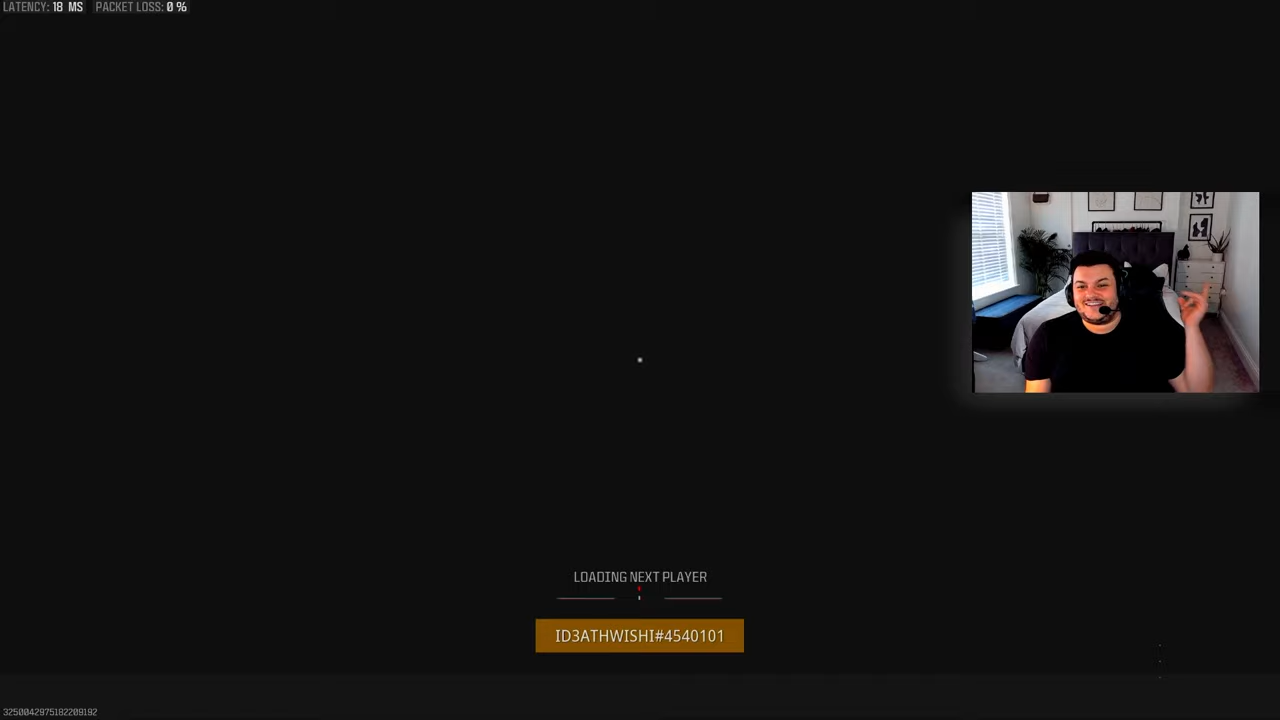 LATENCY: 18 MS PACKET LOSS: 0 %
LOADING NEXT PLAYER
ID3ATHWISHI#4540101
3250042975182209192